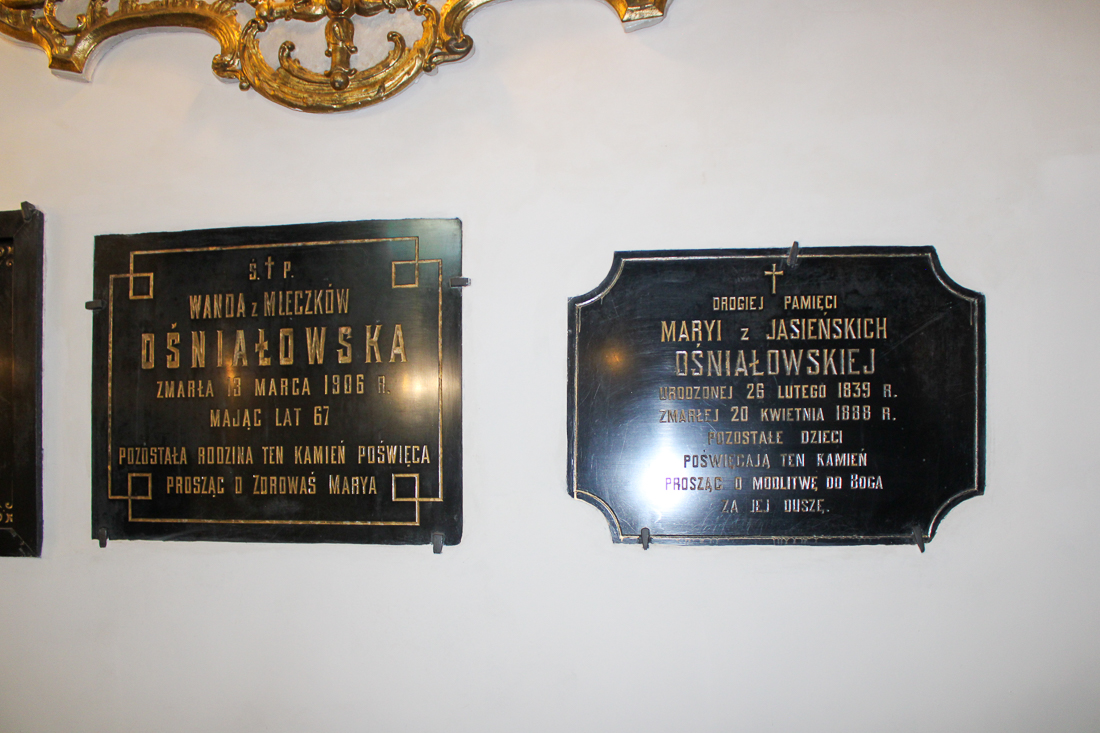 Ś.†P.
WANDA z MŁECZKÓW
OŚNIAŁOWSKA
ZMARŁA 13 MARCA 1906 R.
MAJĄC LAT 67
POZOSTAŁA RODZINA TEN KAMIEŃ POŚWIĘCA
PROSZĄC O ZDROWAŚ MARYA
DROGIEJ PAMIĘCI
MARYI z JASIEŃSKICH
OŚNIAŁOWSKIEJ
URODZONEJ 26 LUTEGO 1839 R.
ZMARŁEJ 20 KWIETNIA 1888 R.
POZOSTAŁE DZIECI
POŚWIĘCAJĄ TEN KAMIEŃ
PROSZĄC O MODLITWĘ DO BOGA
ZA JEJ DUSZĘ.